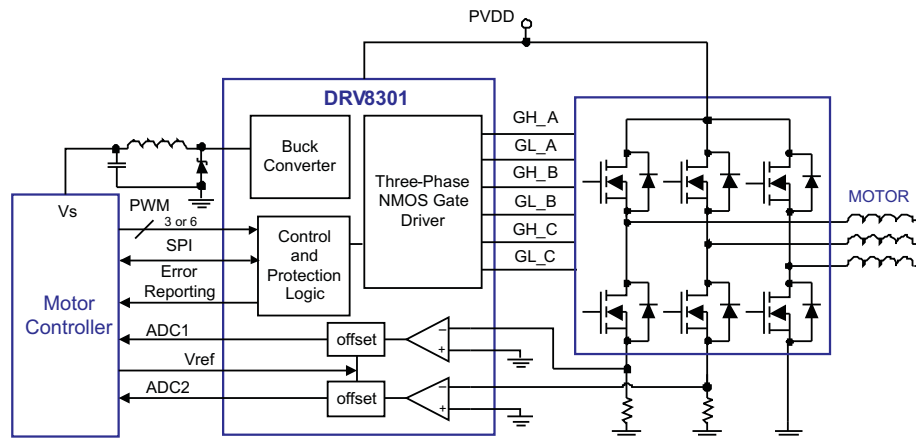 PVDD
DRV8301
Buck
Converter
Three-Phase
NMOS Gate
Driver
GH_A
GL_A
GH_B
GL_B
GH_C
GL_C
MOTOR
Vs
PWM
3 or 6
SPI
Error
Reporting
Control
and
Protection
Logic
Motor
Controller
ADC1
Vref
ADC2
offset
offset
–
+
–
+